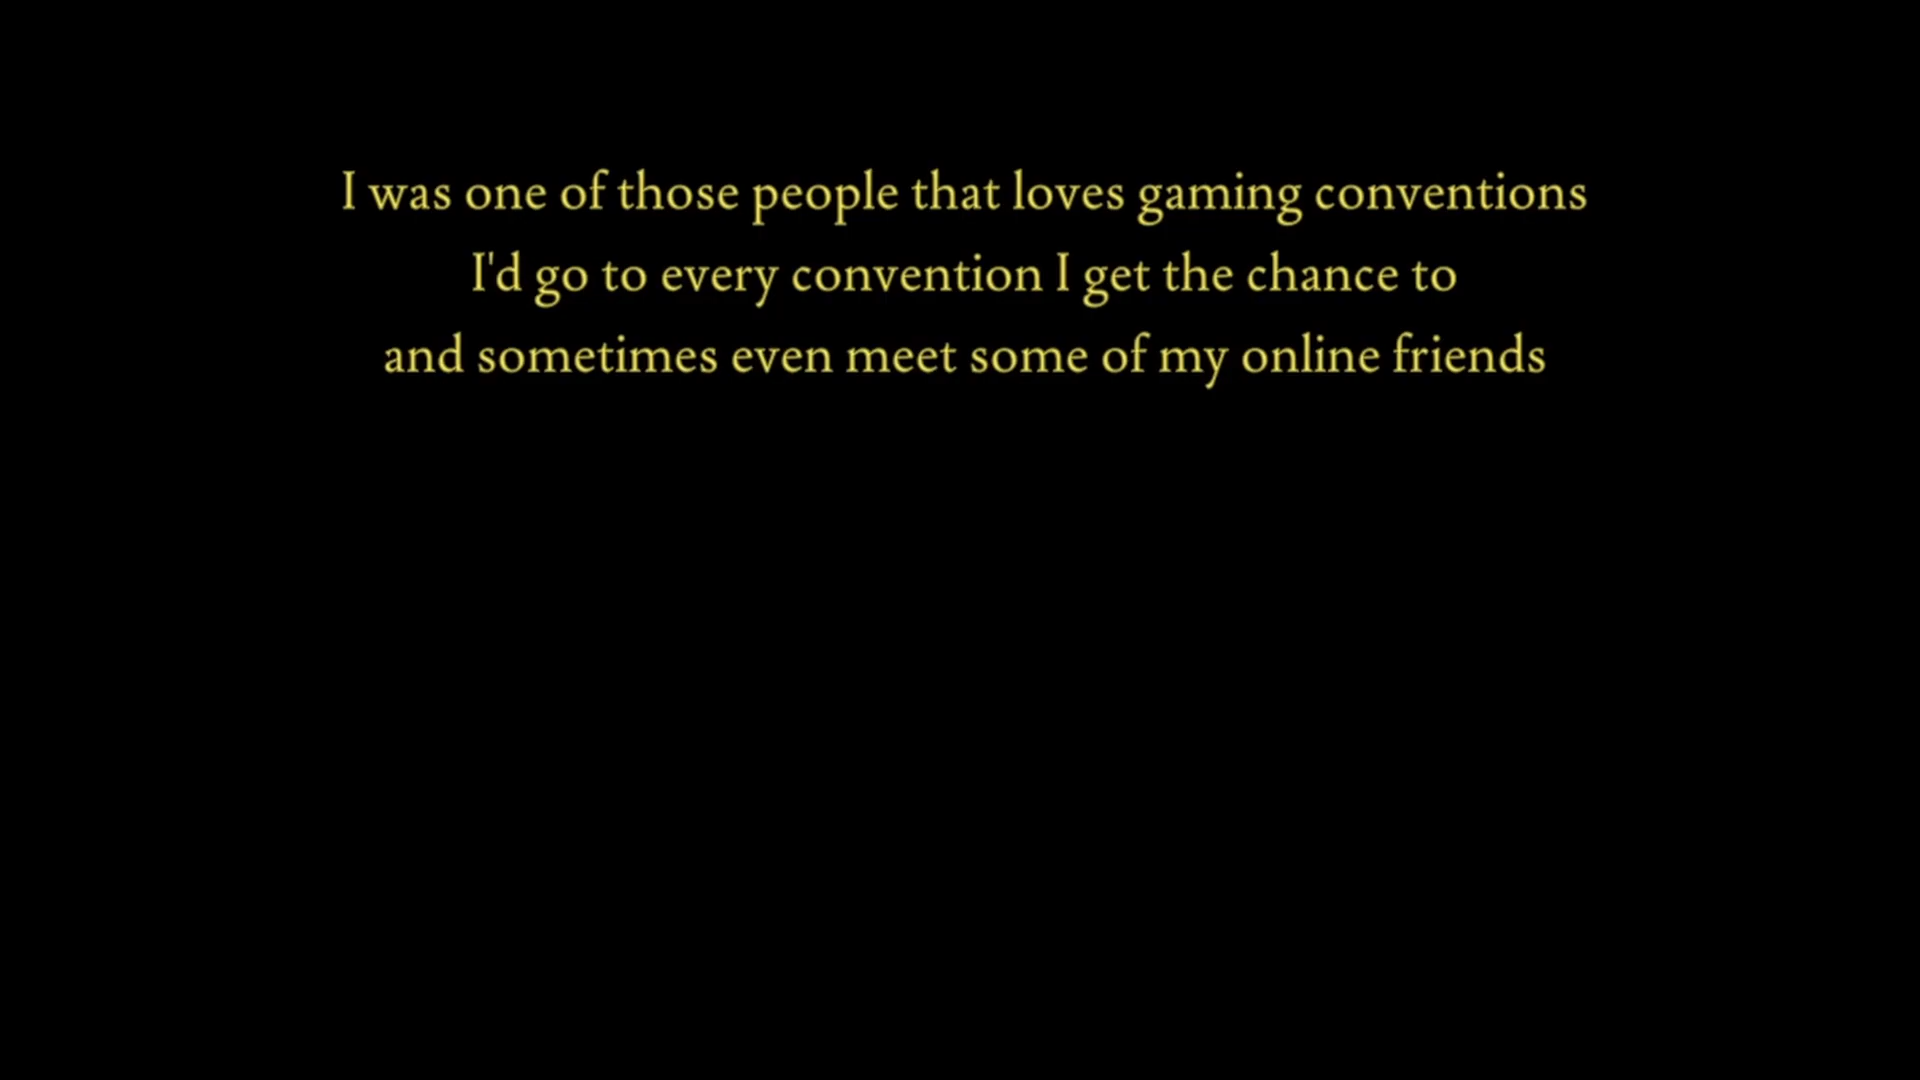 I was one of those people that loves gaming conventions
I'd go to every convention I get the chance to
and sometimes even meet some of my online friends